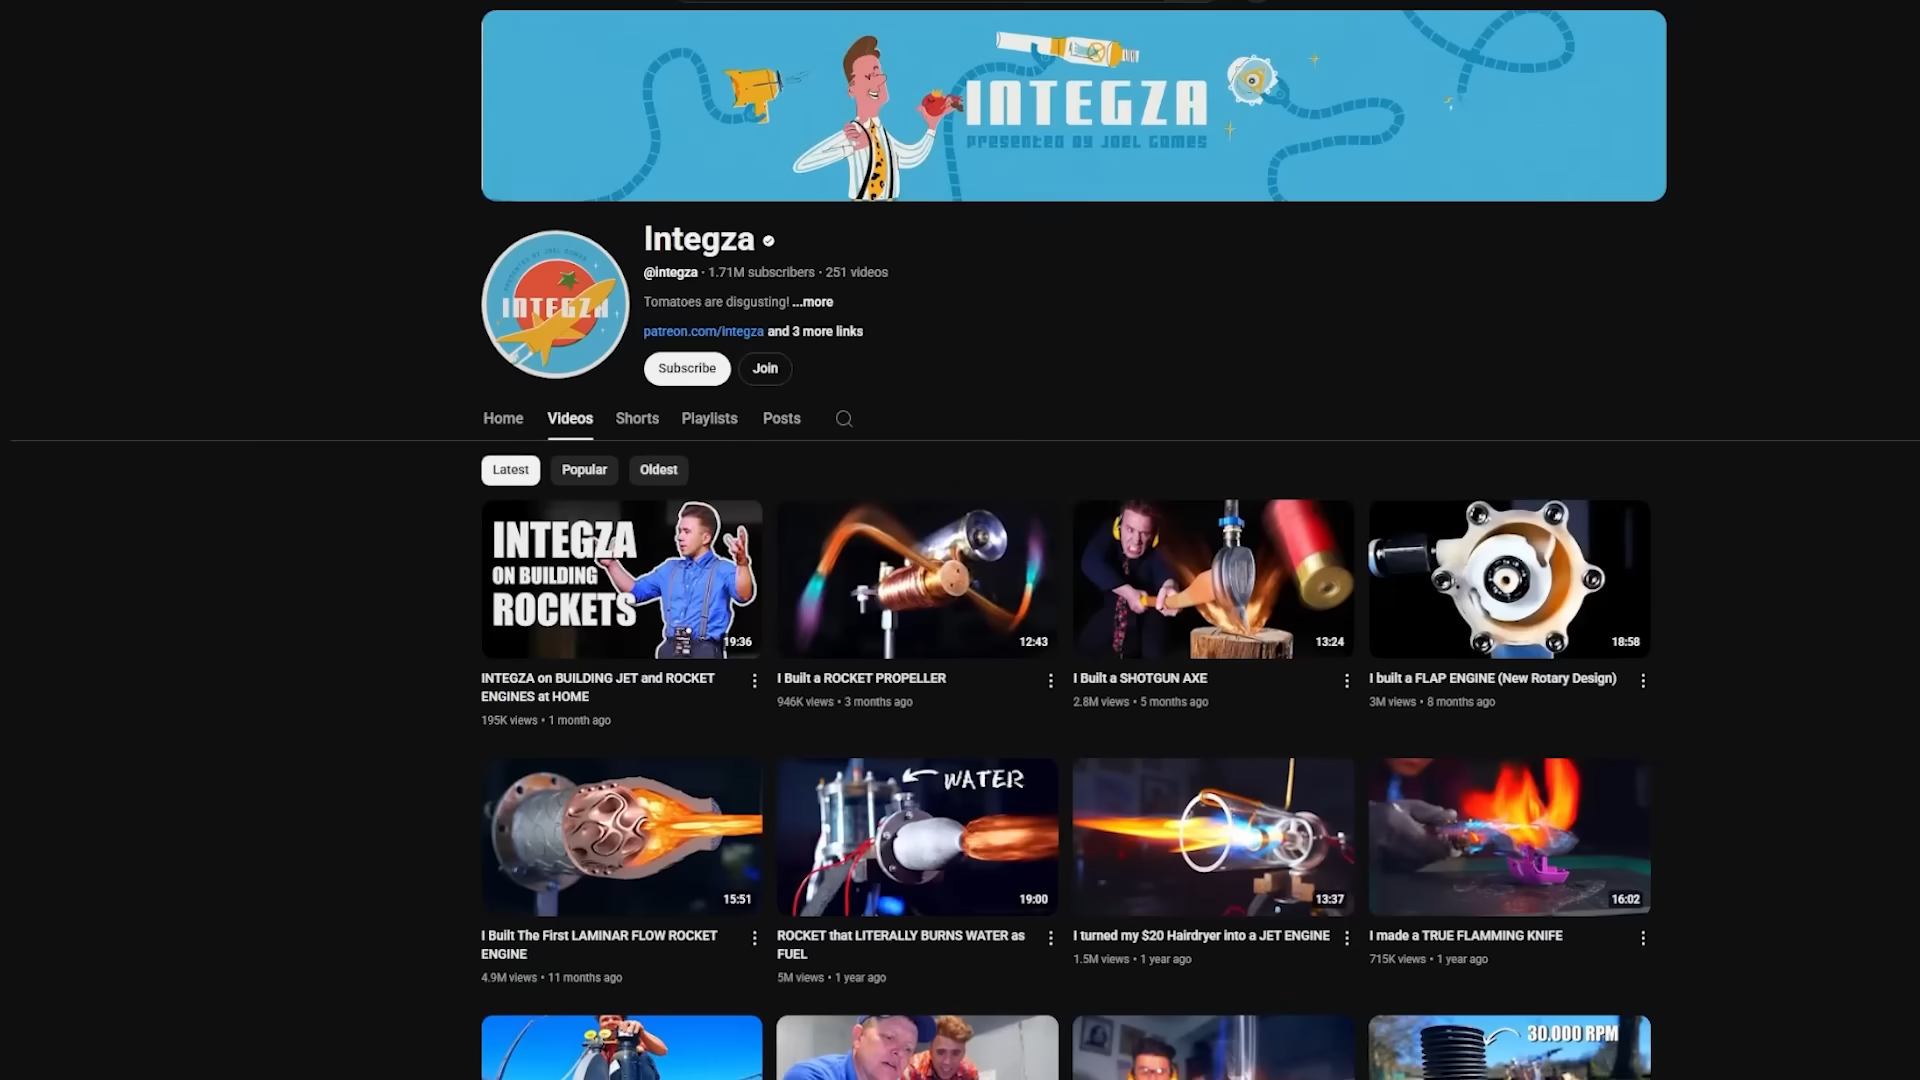 INTEGZA
PRESENTED BY JOEL GOMES
PRESENTED BY JOEL GOMES
INTEGZA
Integza
@integza · 1.71M subscribers · 251 videos
Tomatoes are disgusting! ...more
patreon.com/integza and 3 more links
Subscribe Join
Home Videos Shorts Playlists Posts
Latest Popular Oldest
INTEGZA
ON BUILDING
ROCKETS
19:36
12:43
13:24
18:58
INTEGZA on BUILDING JET and ROCKET
ENGINES at HOME
195K views • 1 month ago
I Built a ROCKET PROPELLER
946K views • 3 months ago
I Built a SHOTGUN AXE
2.8M views • 5 months ago
I built a FLAP ENGINE (New Rotary Design)
3M views • 8 months ago
15:51
WATER
19:00
13:37
16:02
I Built The First LAMINAR FLOW ROCKET
ENGINE
4.9M views • 11 months ago
ROCKET that LITERALLY BURNS WATER as
FUEL
5M views • 1 year ago
I turned my $20 Hairdryer into a JET ENGINE
1.5M views • 1 year ago
I made a TRUE FLAMMING KNIFE
715K views • 1 year ago
30.000 RPM